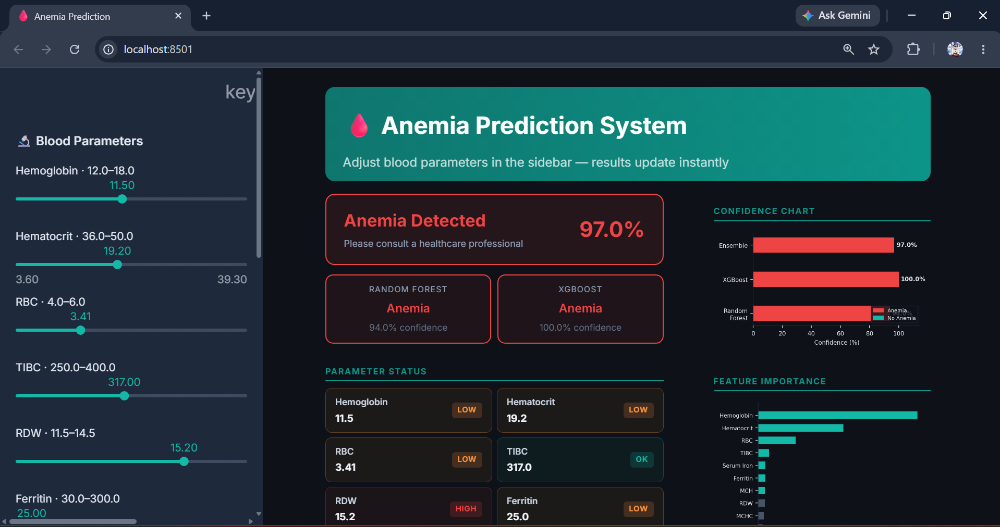 Anemia Prediction
Ask Gemini
localhost:8501
key
Blood Parameters
Hemoglobin · 12.0–18.0
11.50
Hematocrit · 36.0–50.0
19.20
3.60 39.30
RBC · 4.0–6.0
3.41
TIBC · 250.0–400.0
317.00
RDW · 11.5–14.5
15.20
Ferritin · 30.0–300.0
25.00
Anemia Prediction System
Adjust blood parameters in the sidebar — results update instantly
Anemia Detected
Please consult a healthcare professional
97.0%
RANDOM FOREST
Anemia
94.0% confidence
XGBOOST
Anemia
100.0% confidence
PARAMETER STATUS
Hemoglobin
11.5
LOW
Hematocrit
19.2
LOW
RBC
3.41
LOW
TIBC
317.0
OK
RDW
15.2
HIGH
Ferritin
25.0
LOW
CONFIDENCE CHART
Ensemble 97.0%
XGBoost 100.0%
Random
Forest
94.0%
Anemia
No Anemia
0 20 40 60 80 100
Confidence (%)
FEATURE IMPORTANCE
Hemoglobin
Hematocrit
RBC
TIBC
Serum Iron
Ferritin
MCH
RDW
MCHC